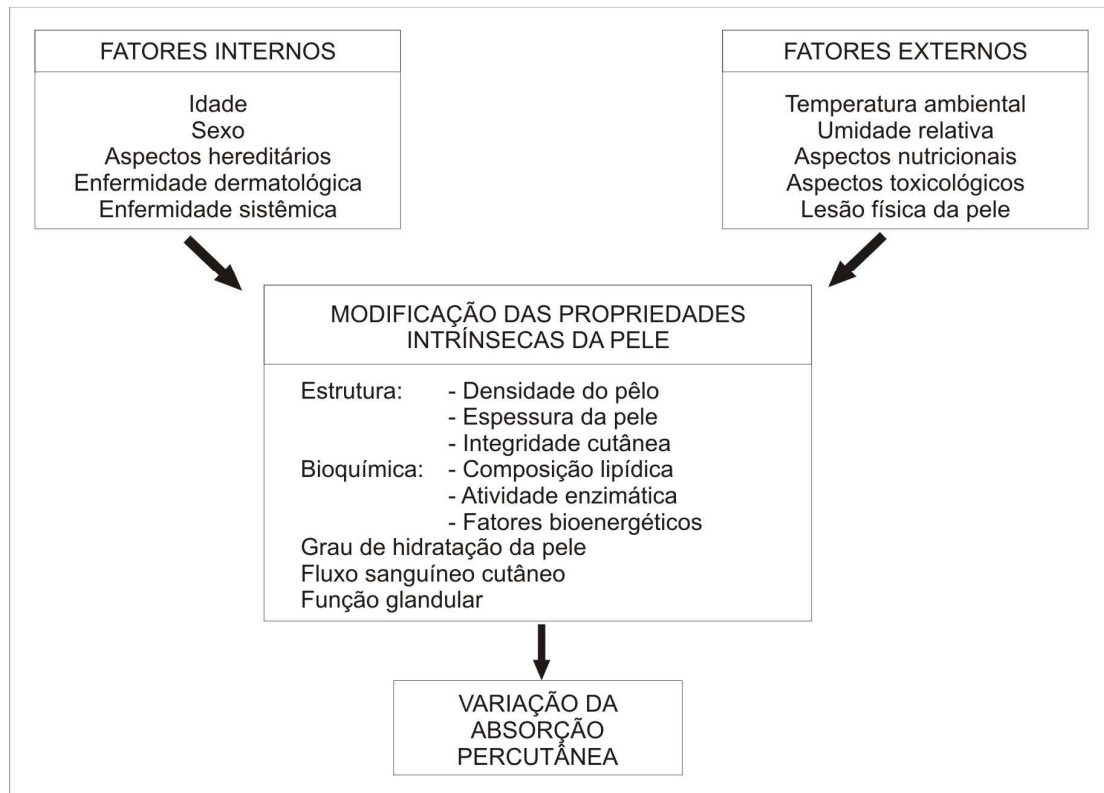 FATORES INTERNOS
Idade
Sexo
Aspectos hereditários
Enfermidade dermatológica
Enfermidade sistêmica
FATORES EXTERNOS
Temperatura ambiental
Umidade relativa
Aspectos nutricionais
Aspectos toxicológicos
Lesão física da pele
MODIFICAÇÃO DAS PROPRIEDADES
INTRÍNSECAS DA PELE
Estrutura: - Densidade do pêlo
- Espessura da pele
- Integridade cutânea
Bioquímica: - Composição lipídica
- Atividade enzimática
- Fatores bioenergéticos
Grau de hidratação da pele
Fluxo sanguíneo cutâneo
Função glandular
VARIAÇÃO DA
ABSORÇÃO
PERCUTÂNEA